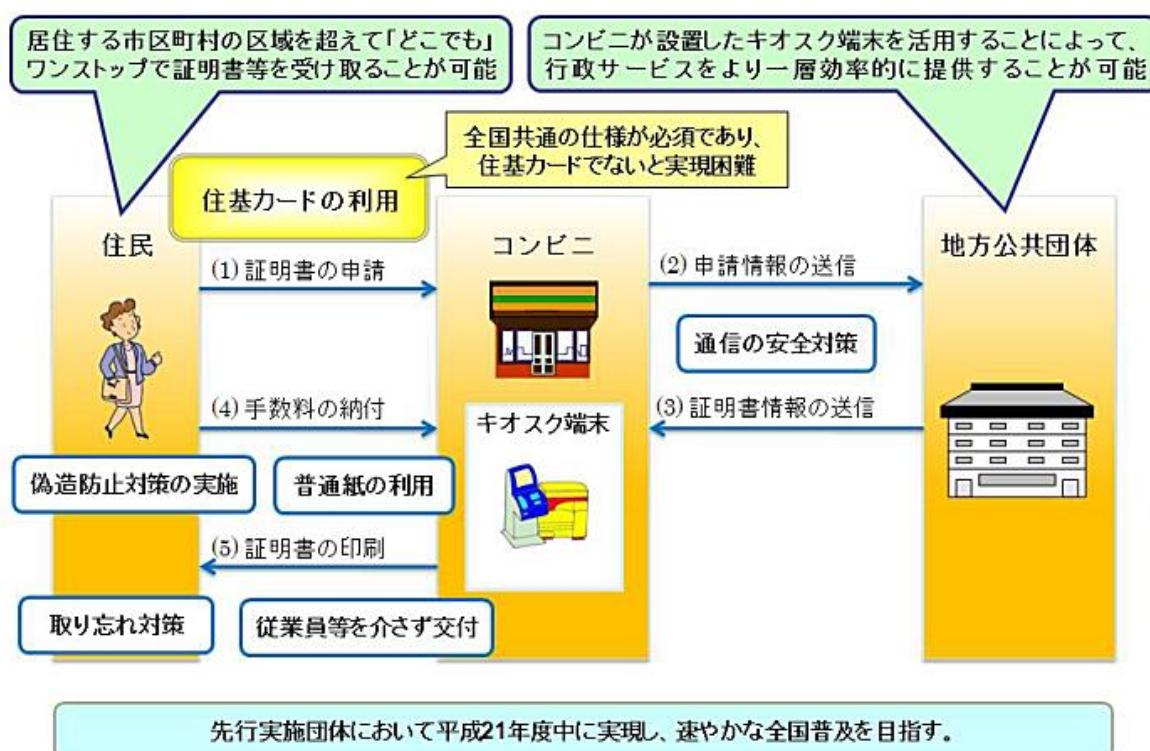 居住する市区町村の区域を超えて「どこでも」
ワンストップで証明書等を受け取ることが可能
コンビニが設置したキオスク端末を活用することによって、
行政サービスをより一層効率的に提供することが可能
全国共通の仕様が必須であり、
住基カードでないと実現困難
住基カードの利用
住民
コンビニ
地方公共団体
(1) 証明書の申請
(2) 申請情報の送信
通信の安全対策
(4) 手数料の納付
キオスク端末
(3) 証明書情報の送信
偽造防止対策の実施
普通紙の利用
(5) 証明書の印刷
取り忘れ対策
従業員等を介さず交付
先行実施団体において平成21年度中に実現し、速やかな全国普及を目指す。